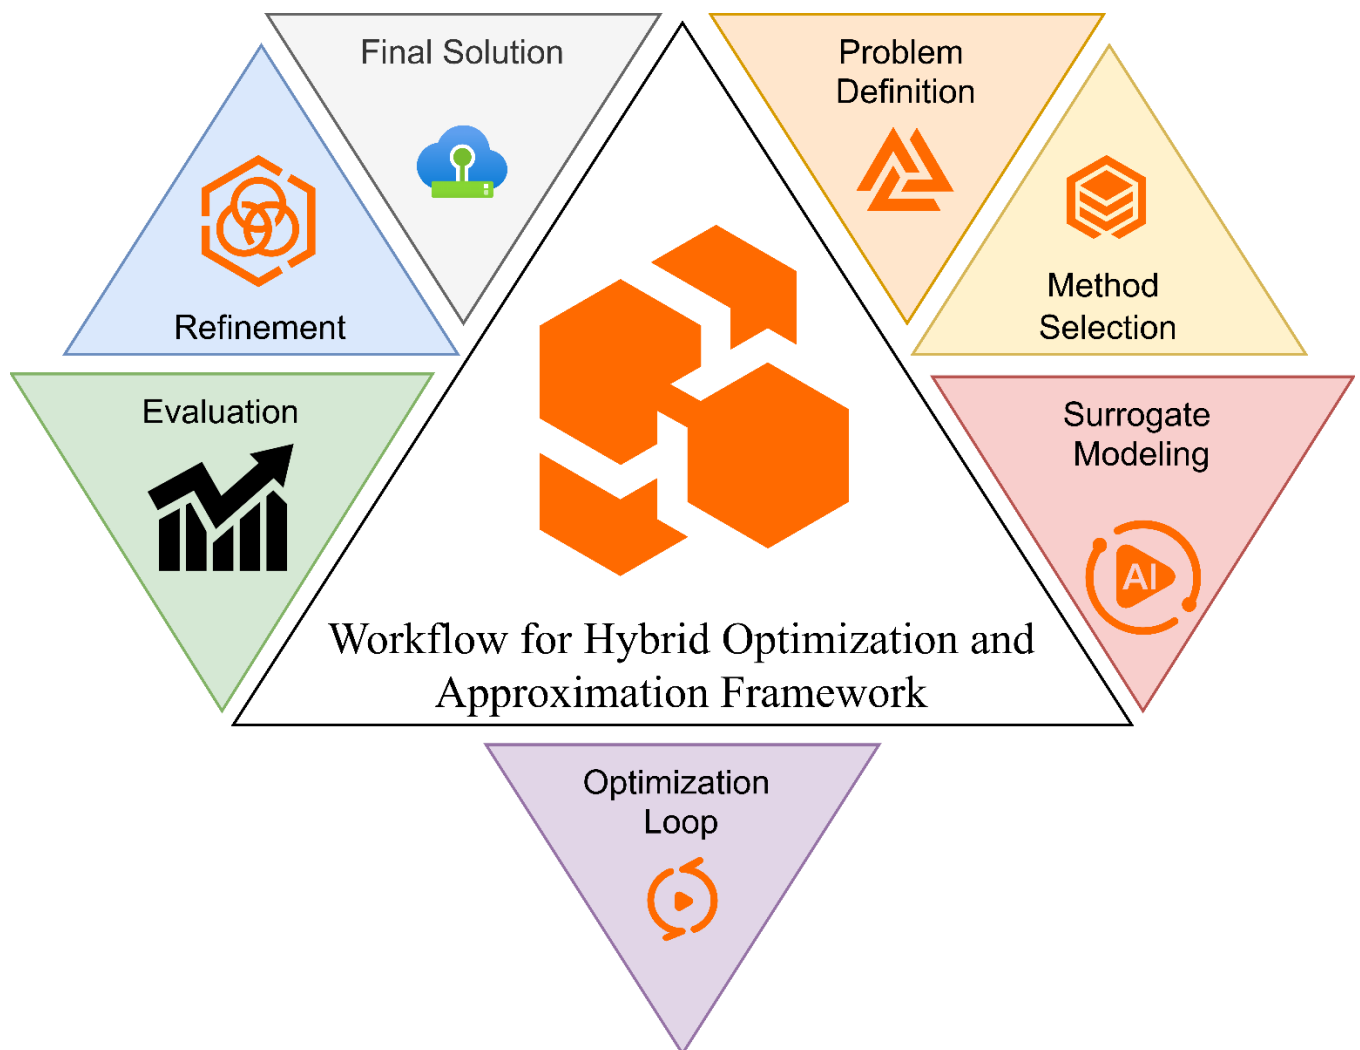 Final Solution
Problem
Definition
Refinement
Method
Selection
Evaluation
Surrogate
Modeling
AI
Workflow for Hybrid Optimization and
Approximation Framework
Optimization
Loop